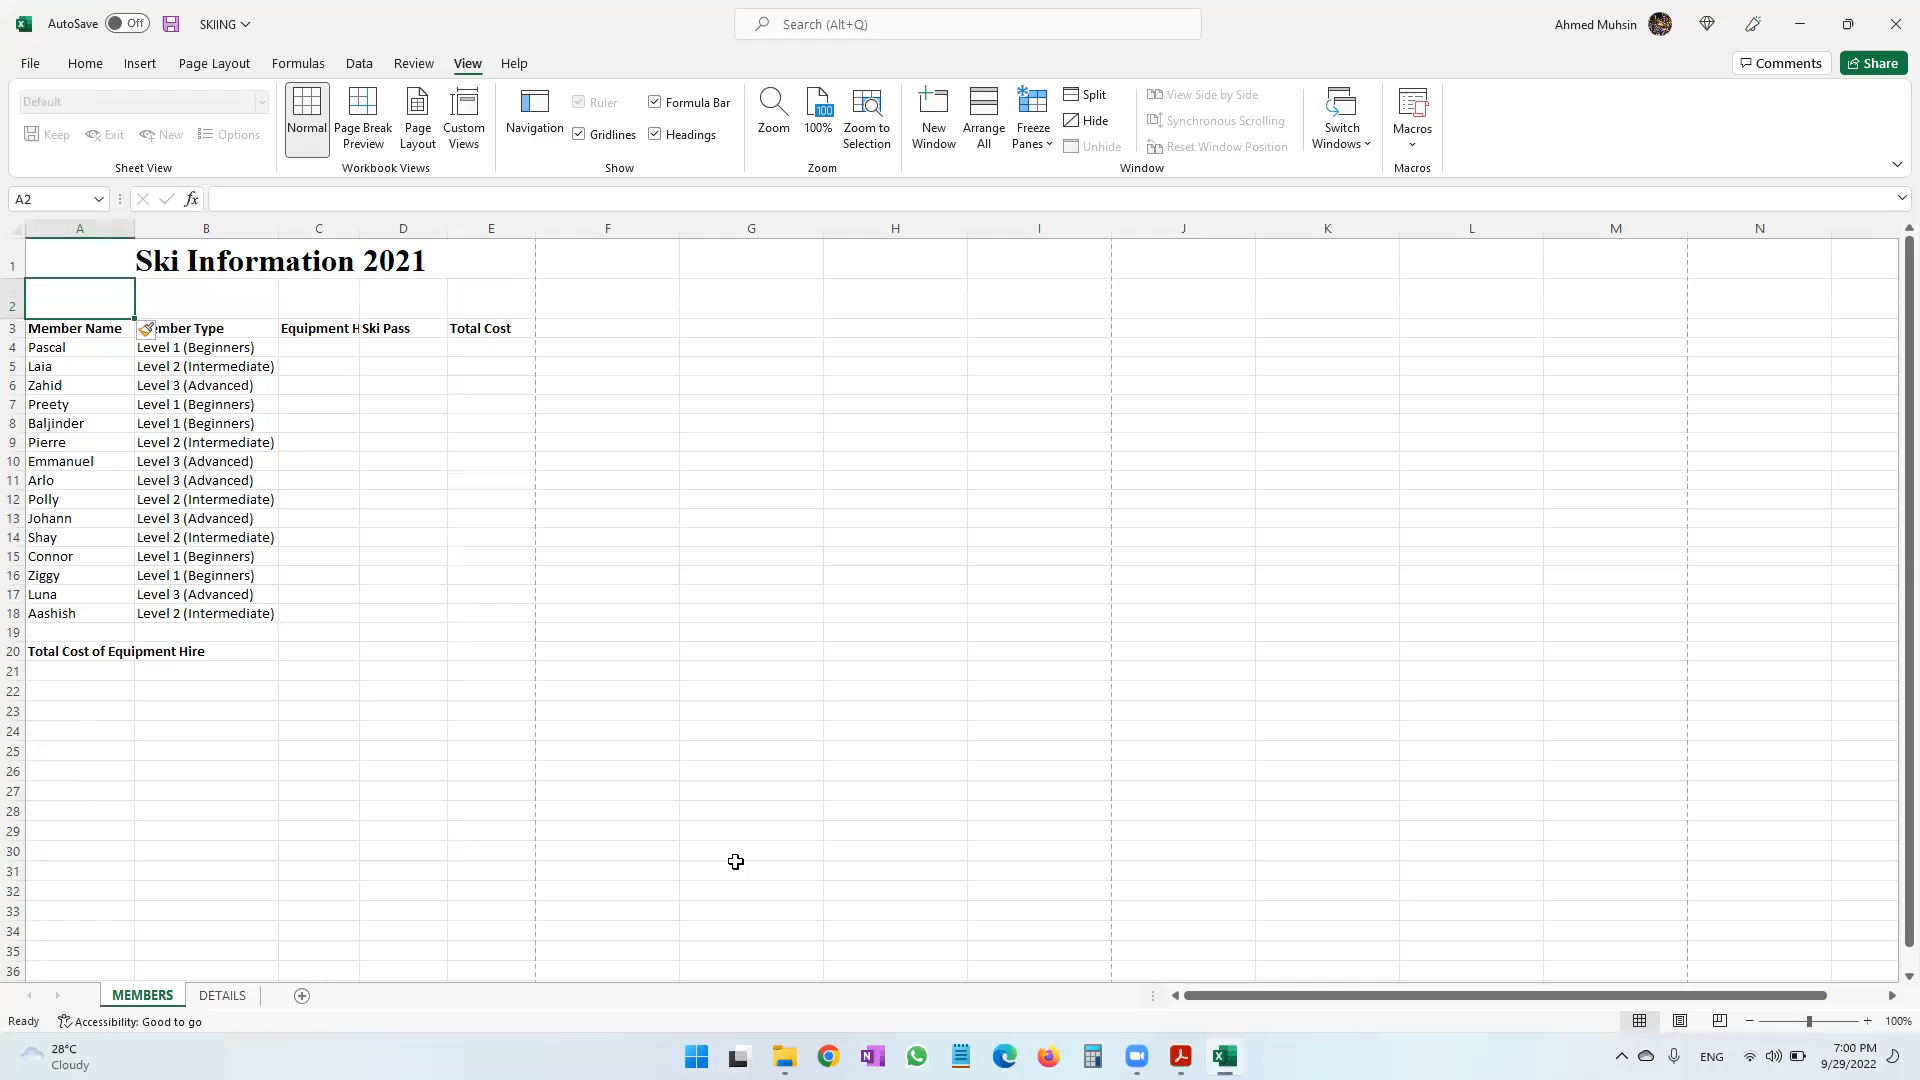 AutoSave Off SKIING Search (Alt+Q) Ahmed Muhsin
File Home Insert Page Layout Formulas Data Review View Help Comments Share
Default
Keep Exit New Options
Sheet View
Normal Page Break Preview Page Layout Custom Views
Workbook Views
Navigation Ruler Formula Bar
Gridlines Headings
Show
Zoom 100 100% Zoom to Selection
Zoom
New Window Arrange All Freeze Panes
Split View Side by Side
Hide Synchronous Scrolling
Unhide Reset Window Position
Switch Windows
Window
Macros
Macros
A2 fx
A B C D E F G H I J K L M N
1 Ski Information 2021
2
3 Member Name ember Type Equipment H Ski Pass Total Cost
4 Pascal Level 1 (Beginners)
5 Laia Level 2 (Intermediate)
6 Zahid Level 3 (Advanced)
7 Preety Level 1 (Beginners)
8 Baljinder Level 1 (Beginners)
9 Pierre Level 2 (Intermediate)
10 Emmanuel Level 3 (Advanced)
11 Arlo Level 3 (Advanced)
12 Polly Level 2 (Intermediate)
13 Johann Level 3 (Advanced)
14 Shay Level 2 (Intermediate)
15 Connor Level 1 (Beginners)
16 Ziggy Level 1 (Beginners)
17 Luna Level 3 (Advanced)
18 Aashish Level 2 (Intermediate)
19
20 Total Cost of Equipment Hire
21
22
23
24
25
26
27
28
29
30
31
32
33
34
35
36
MEMBERS DETAILS
Ready Accessibility: Good to go 100%
28°C
Cloudy
ENG
7:00 PM
9/29/2022